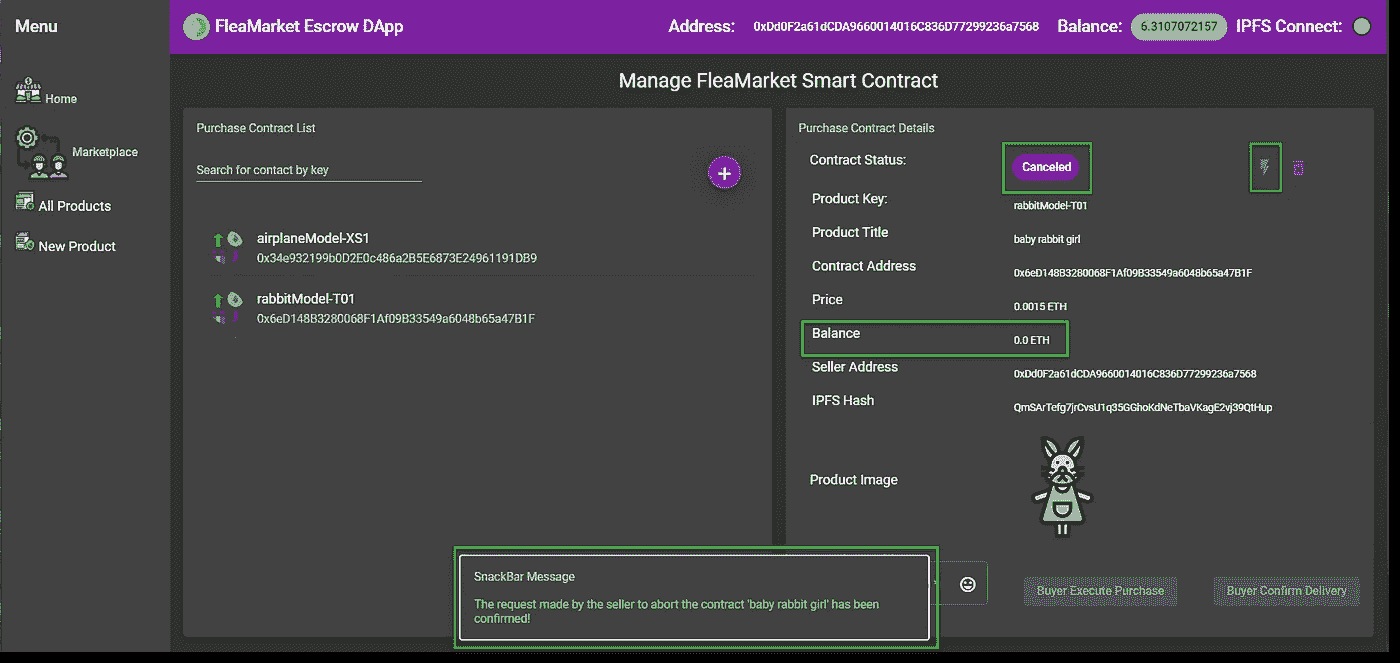 Menu
FleaMarket Escrow DApp
Address: 0xDd0F2a61dCDA9660014016C836D77299236a7568 Balance: 6.3107072157 IPFS Connect:
Home
Marketplace
All Products
New Product
Manage FleaMarket Smart Contract
Purchase Contract List
Search for contact by key
+
airplaneModel-XS1
0x34e932199b0D2E0c486a2B5E6873E24961191DB9
rabbitModel-T01
0x6eD148B3280068F1Af09B33549a6048b65a47B1F
Purchase Contract Details
Contract Status: Canceled
Product Key: rabbitModel-T01
Product Title baby rabbit girl
Contract Address 0x6eD148B3280068F1Af09B33549a6048b65a47B1F
Price 0.0015 ETH
Balance 0.0 ETH
Seller Address 0xDd0F2a61dCDA9660014016C836D77299236a7568
IPFS Hash QmSArTefg7jrCvsU1q35GGhoKdNeTbaVKagE2vj39QtHup
Product Image
Buyer Execute Purchase Buyer Confirm Delivery
SnackBar Message
The request made by the seller to abort the contract 'baby rabbit girl' has been
confirmed!